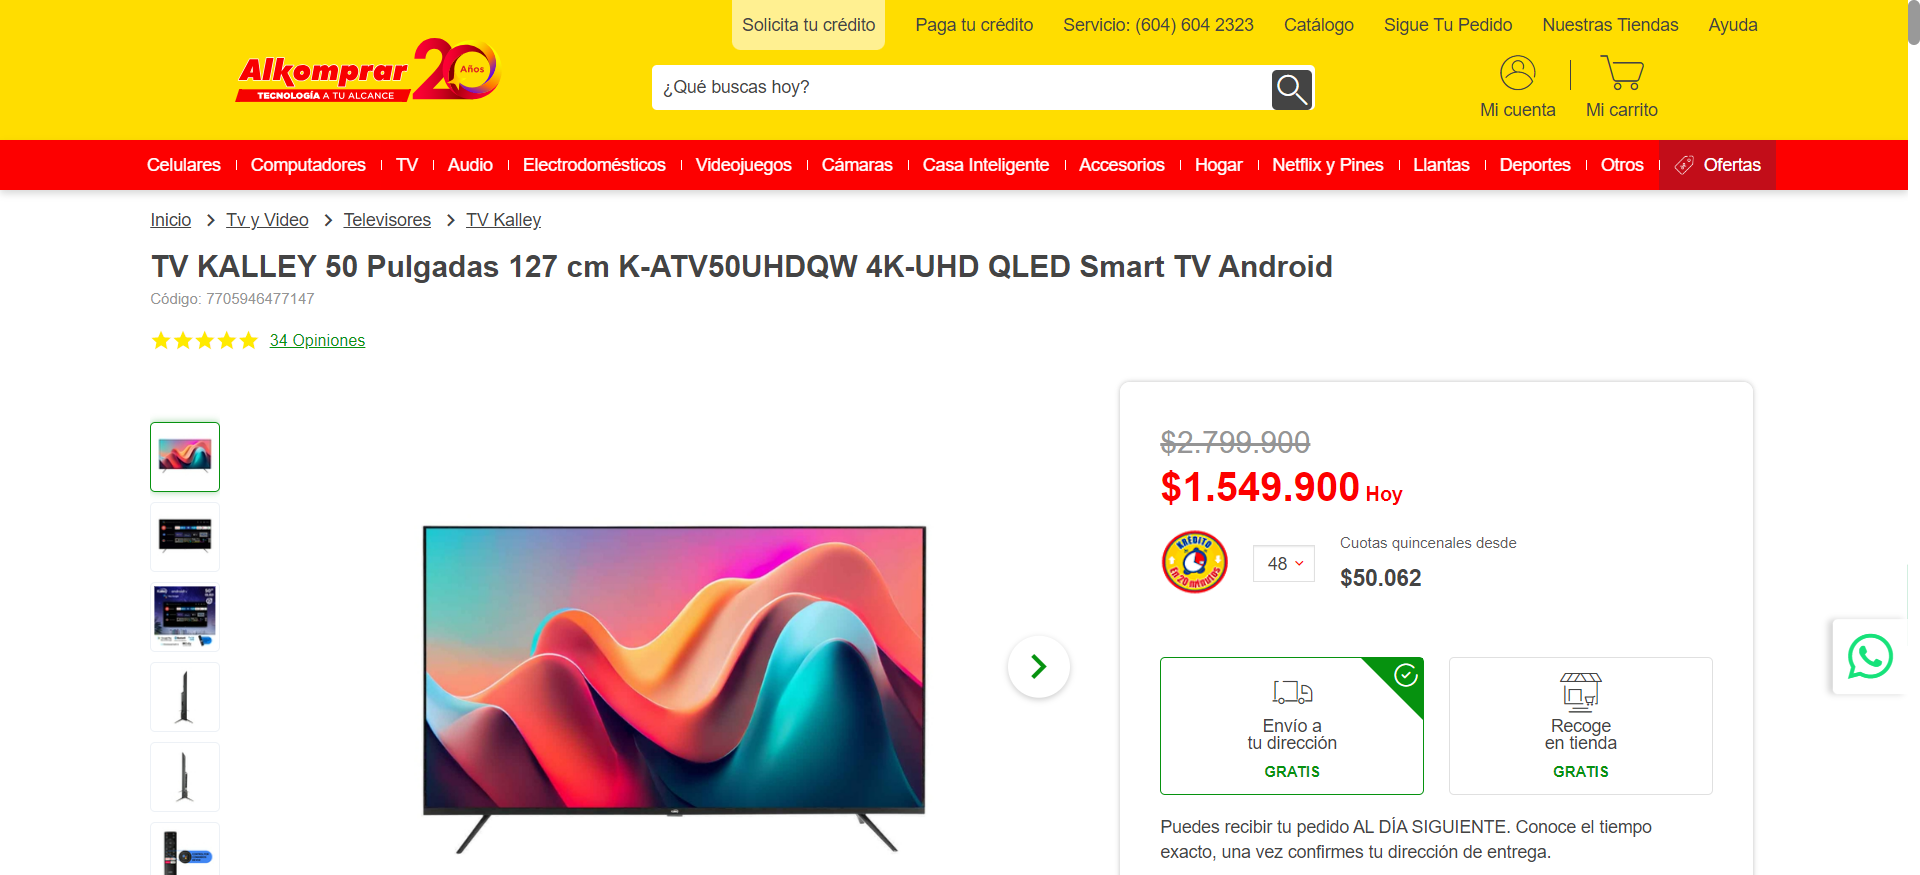 Solicita tu crédito
Paga tu crédito
Servicio: (604) 604 2323
Catálogo
Sigue Tu Pedido
Nuestras Tiendas
Ayuda
Alkomprar
TECNOLOGÍA A TU ALCANCE
20 Años
¿Qué buscas hoy?
Mi cuenta
Mi carrito
Celulares
Computadores
TV
Audio
Electrodomésticos
Videojuegos
Cámaras
Casa Inteligente
Accesorios
Hogar
Netflix y Pines
Llantas
Deportes
Otros
Ofertas
Inicio > Tv y Video > Televisores > TV Kalley
TV KALLEY 50 Pulgadas 127 cm K-ATV50UHDQW 4K-UHD QLED Smart TV Android
Código: 7705946477147
34 Opiniones
$2.799.900
$1.549.900 Hoy
KREDITO
En 20 minutos
48
Cuotas quincenales desde
$50.062
Envío a
tu dirección
GRATIS
Recoge
en tienda
GRATIS
Puedes recibir tu pedido AL DÍA SIGUIENTE. Conoce el tiempo
exacto, una vez confirmes tu dirección de entrega.